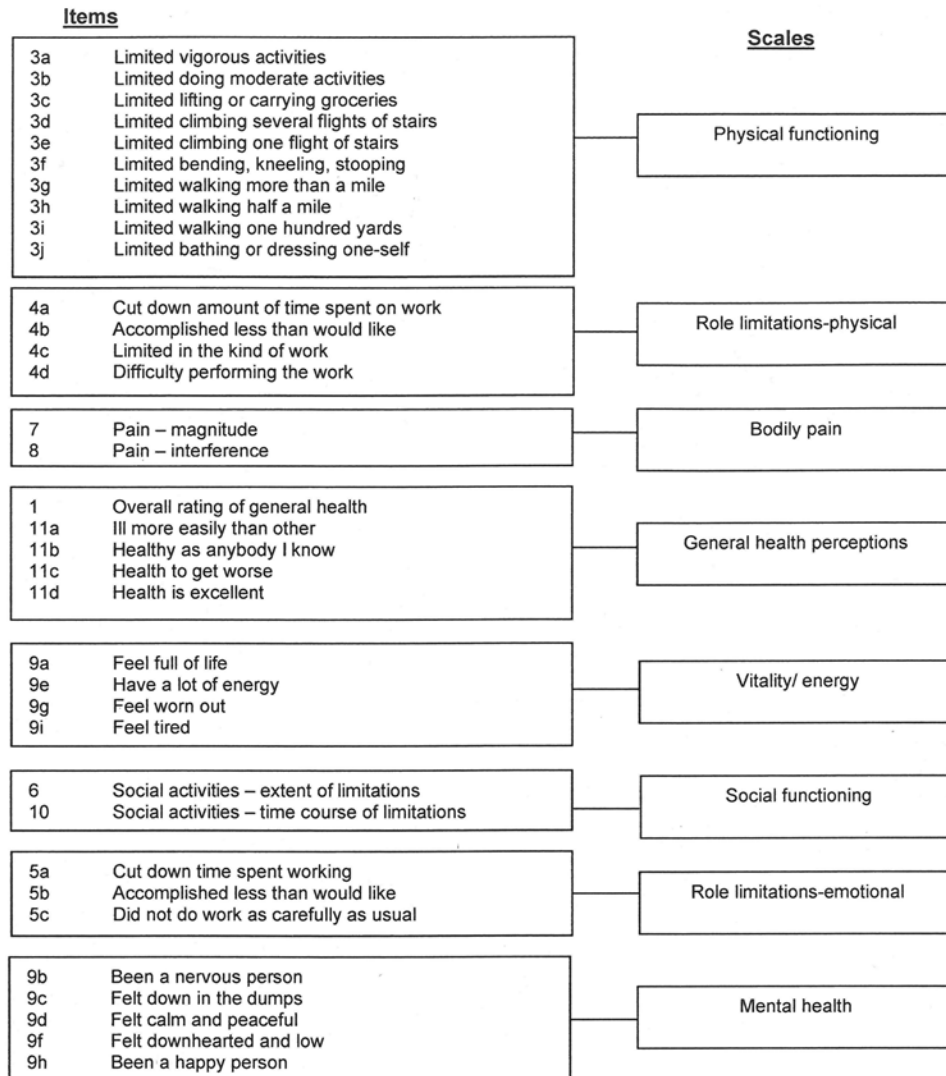 Items
Scales
3a Limited vigorous activities
3b Limited doing moderate activities
3c Limited lifting or carrying groceries
3d Limited climbing several flights of stairs
3e Limited climbing one flight of stairs
3f Limited bending, kneeling, stooping
3g Limited walking more than a mile
3h Limited walking half a mile
3i Limited walking one hundred yards
3j Limited bathing or dressing one-self
Physical functioning
4a Cut down amount of time spent on work
4b Accomplished less than would like
4c Limited in the kind of work
4d Difficulty performing the work
Role limitations-physical
7 Pain – magnitude
8 Pain – interference
Bodily pain
1 Overall rating of general health
11a Ill more easily than other
11b Healthy as anybody I know
11c Health to get worse
11d Health is excellent
General health perceptions
9a Feel full of life
9e Have a lot of energy
9g Feel worn out
9i Feel tired
Vitality/ energy
6 Social activities – extent of limitations
10 Social activities – time course of limitations
Social functioning
5a Cut down time spent working
5b Accomplished less than would like
5c Did not do work as carefully as usual
Role limitations-emotional
9b Been a nervous person
9c Felt down in the dumps
9d Felt calm and peaceful
9f Felt downhearted and low
9h Been a happy person
Mental health